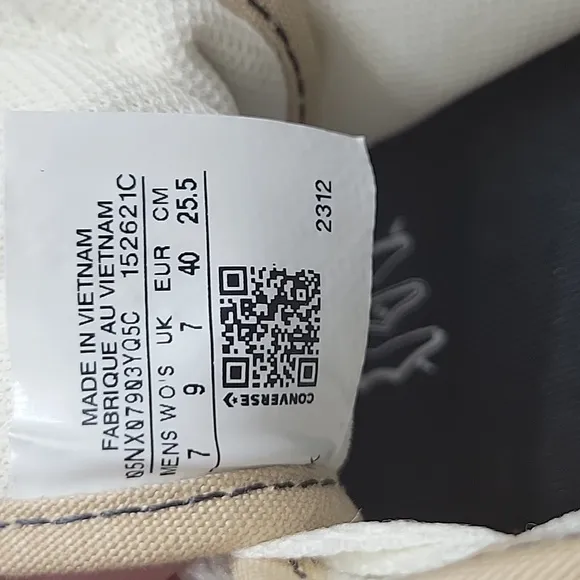 MADE IN VIETNAM
FABRIQUE AU VIETNAM
Q5NXQ79Q3YQ5C 152621C
MENS WO'S UK EUR CM
7 9 7 40 25.5
CONVERSE
2312